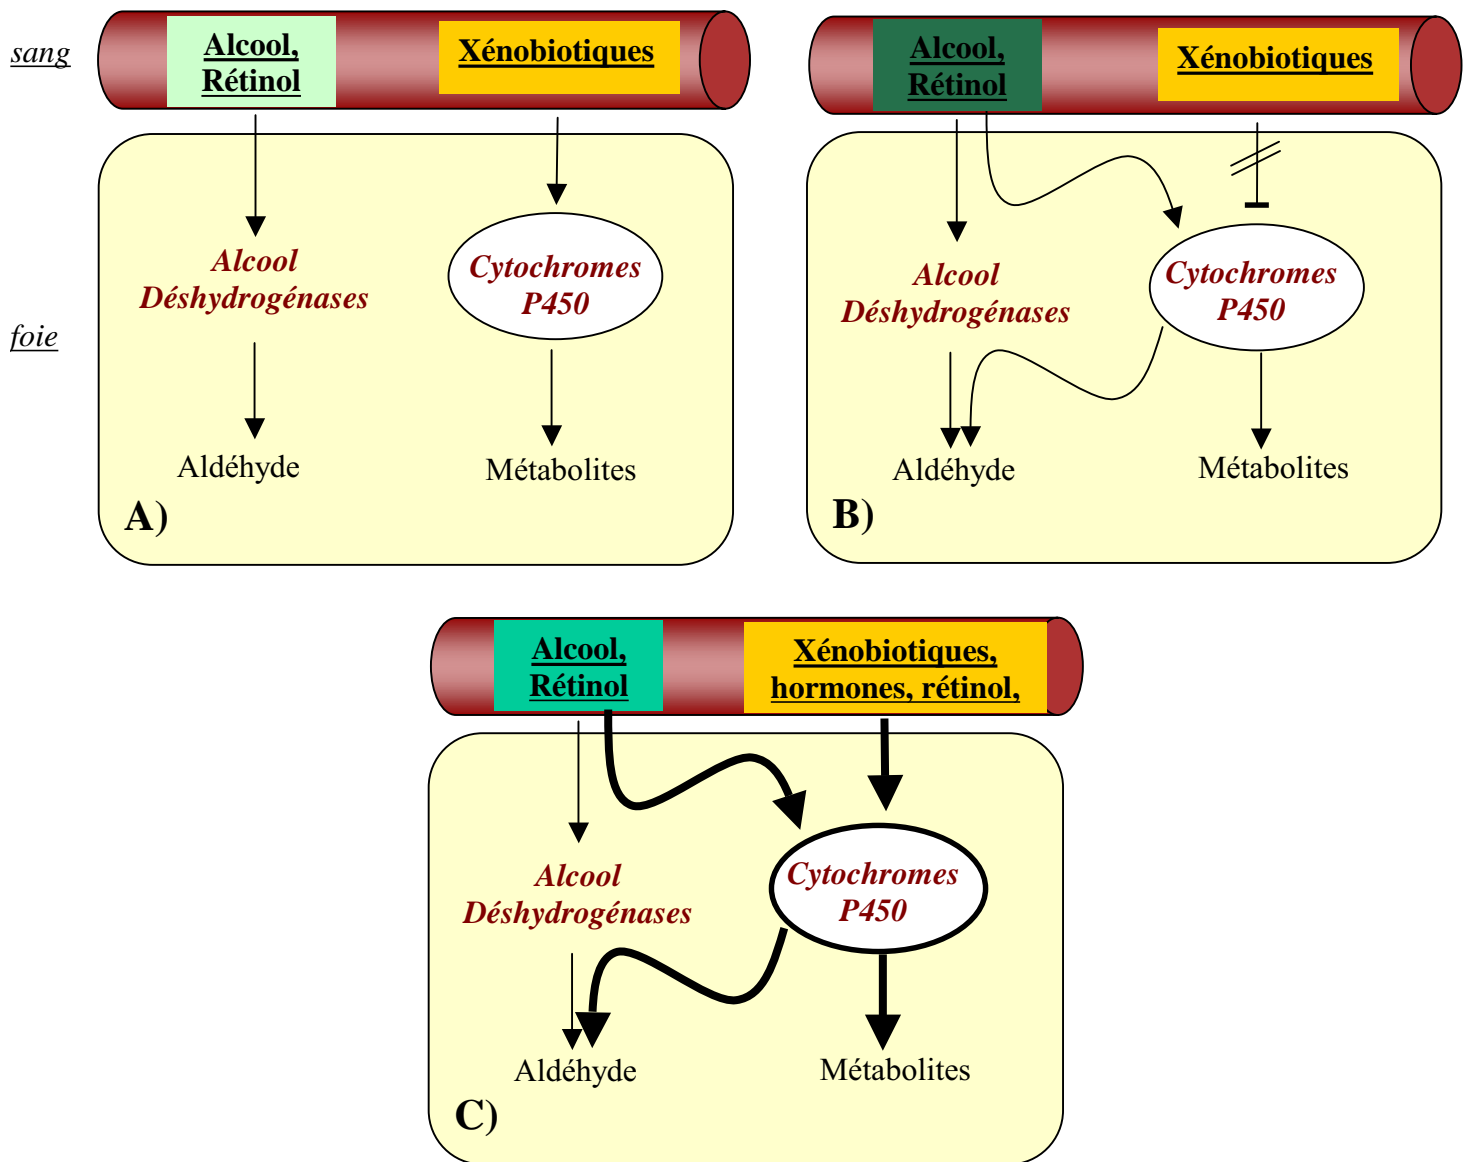 sang
Alcool,
Rétinol
Xénobiotiques
foie
Alcool
Déshydrogénases
Cytochromes
P450
Aldéhyde
Métabolites
A)
Alcool,
Rétinol
Xénobiotiques
Alcool
Déshydrogénases
Cytochromes
P450
Aldéhyde
Métabolites
B)
Alcool,
Rétinol
Xénobiotiques,
hormones, rétinol,
Alcool
Déshydrogénases
Cytochromes
P450
Aldéhyde
Métabolites
C)